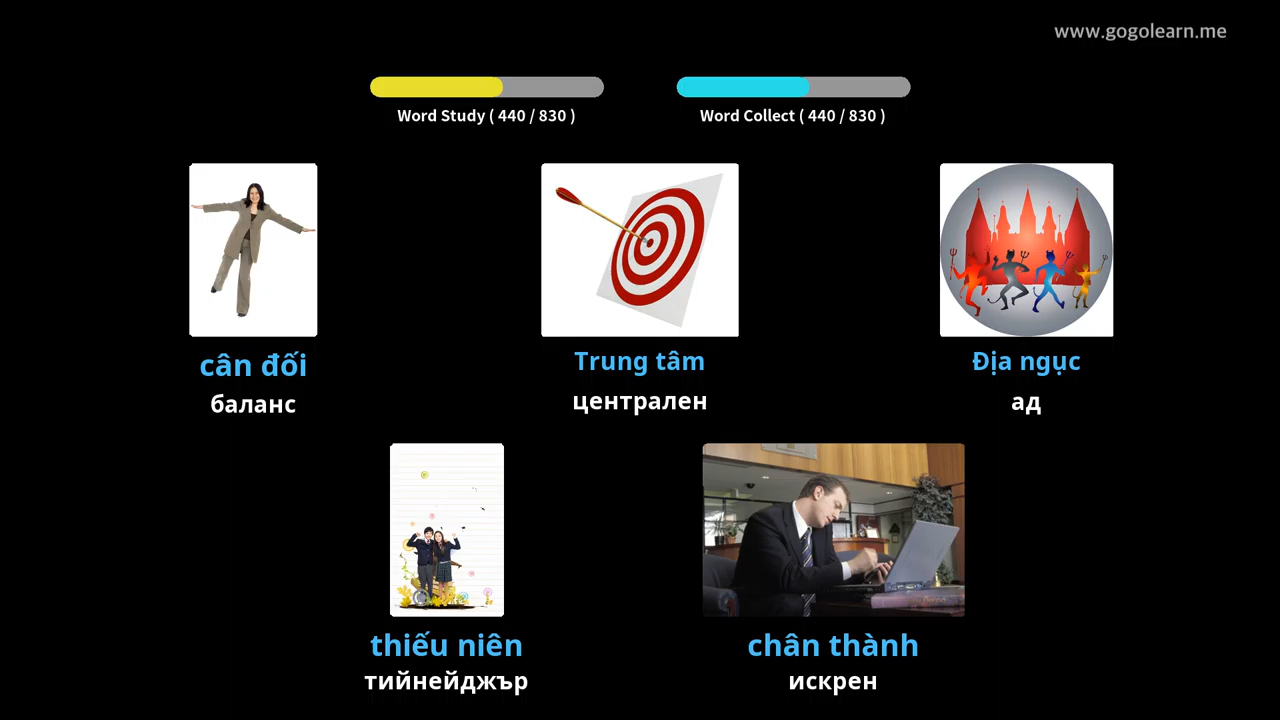 www.gogolearn.me
Word Study ( 440 / 830 )
Word Collect ( 440 / 830 )
cân đối
баланс
Trung tâm
централен
Địa ngục
ад
thiếu niên
тийнейджър
chân thành
искрен